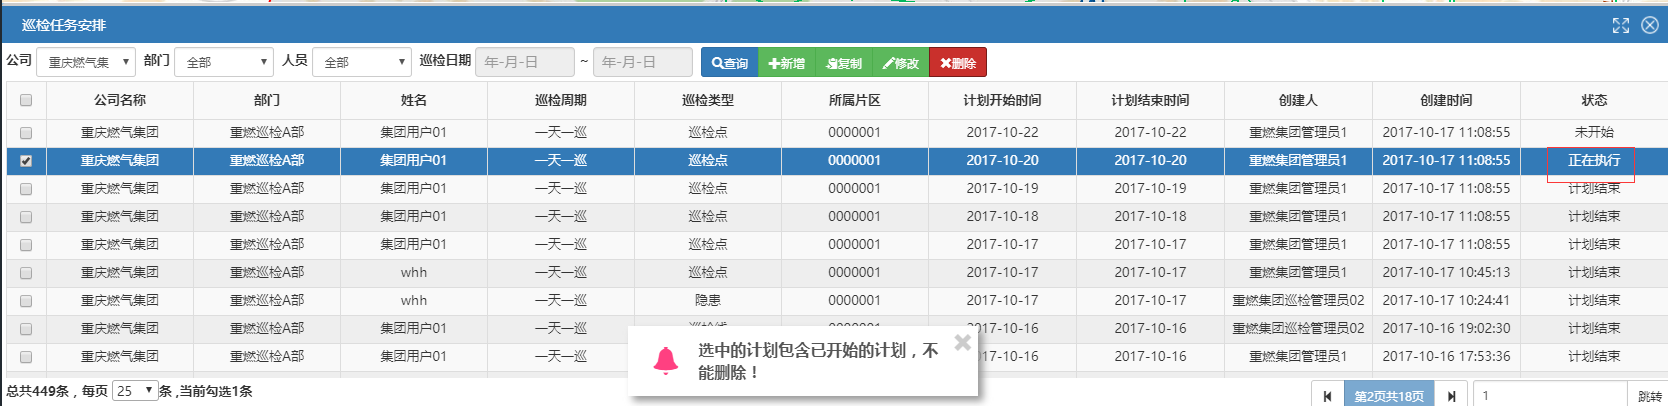 巡检任务安排
公司 重庆燃气集 部门 全部 人员 全部 巡检日期 年-月-日 ~ 年-月-日 查询 新增 复制 修改 删除
公司名称 部门 姓名 巡检周期 巡检类型 所属片区 计划开始时间 计划结束时间 创建人 创建时间 状态
重庆燃气集团 重燃巡检A部 集团用户01 一天一巡 巡检点 0000001 2017-10-22 2017-10-22 重燃集团管理员1 2017-10-17 11:08:55 未开始
重庆燃气集团 重燃巡检A部 集团用户01 一天一巡 巡检点 0000001 2017-10-20 2017-10-20 重燃集团管理员1 2017-10-17 11:08:55 正在执行
重庆燃气集团 重燃巡检A部 集团用户01 一天一巡 巡检点 0000001 2017-10-19 2017-10-19 重燃集团管理员1 2017-10-17 11:08:55 计划结束
重庆燃气集团 重燃巡检A部 集团用户01 一天一巡 巡检点 0000001 2017-10-18 2017-10-18 重燃集团管理员1 2017-10-17 11:08:55 计划结束
重庆燃气集团 重燃巡检A部 集团用户01 一天一巡 巡检点 0000001 2017-10-17 2017-10-17 重燃集团管理员1 2017-10-17 11:08:55 计划结束
重庆燃气集团 重燃巡检A部 whh 一天一巡 巡检点 0000001 2017-10-17 2017-10-17 重燃集团管理员1 2017-10-17 10:45:13 计划结束
重庆燃气集团 重燃巡检A部 whh 一天一巡 隐患 0000001 2017-10-17 2017-10-17 重燃集团巡检管理员02 2017-10-17 10:24:41 计划结束
重庆燃气集团 重燃巡检A部 集团用户01 一天一巡 2017-10-16 2017-10-16 重燃集团巡检管理员02 2017-10-16 19:02:30 计划结束
重庆燃气集团 重燃巡检A部 集团用户01 一天一巡 10-16 2017-10-16 重燃集团管理员1 2017-10-16 17:53:36 计划结束
选中的计划包含已开始的计划，不
能删除！
总共449条，每页 25 条,当前勾选1条 第2页共18页 1 跳转